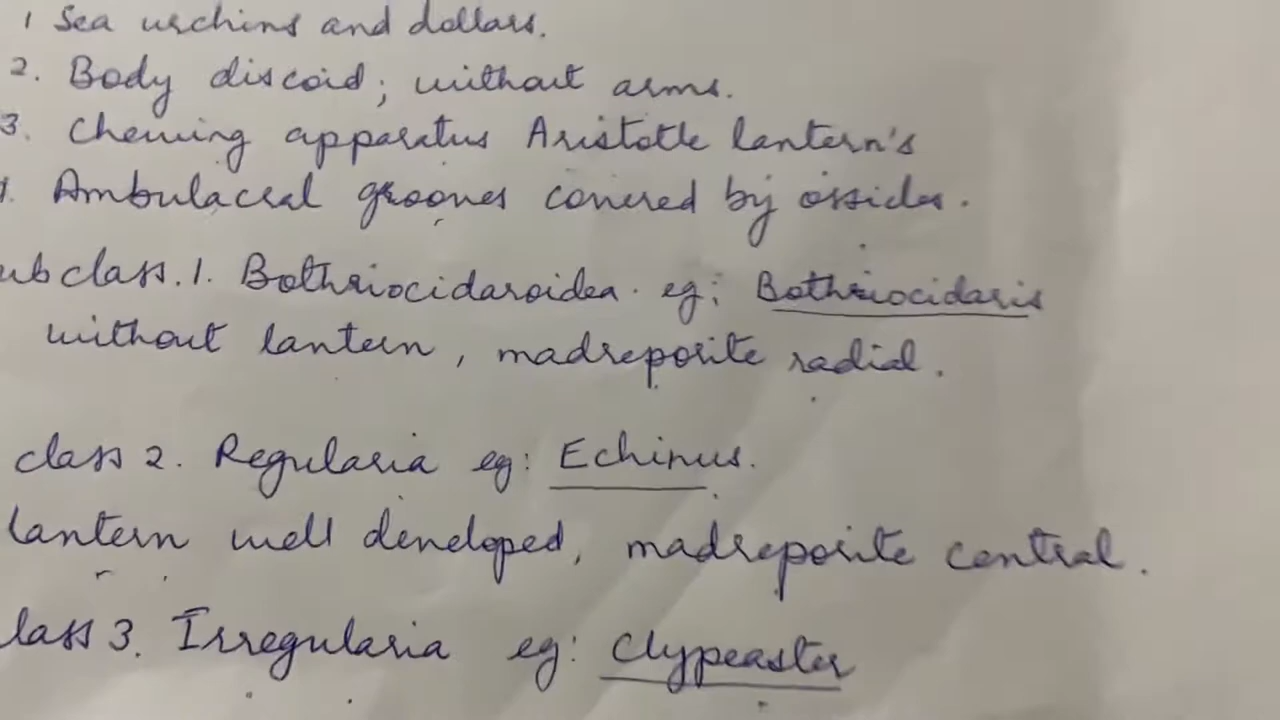 1 Sea urchins and dollars.
2. Body discoid; without arms.
3. Chewing apparatus Aristotle lantern's
Ambulacral grooves covered by ossicles.
ub class.1. Bothriocidaroidea. eg; Bothriocidaris
without lantern, madreporite radial.
class 2. Regularia eg: Echinus.
lantern well developed, madreporite central.
lass 3. Irregularia eg: Clypeaster